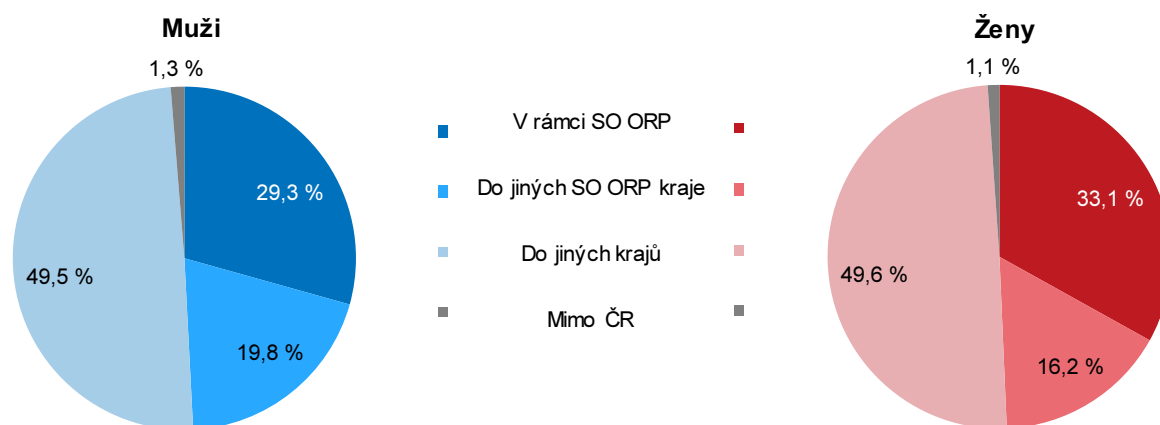 Muži
1,3 %
29,3 %
49,5 %
19,8 %
V rámci SO ORP
Do jiných SO ORP kraje
Do jiných krajů
Mimo ČR
Ženy
1,1 %
33,1 %
49,6 %
16,2 %